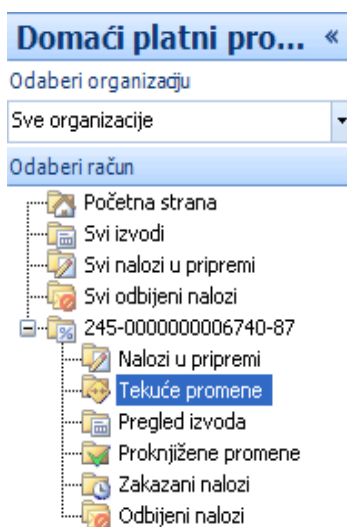 Domaći platni pro... «
Odaberi organizaciju
Sve organizacije
Odaberi račun
Početna strana
Svi izvodi
Svi nalozi u pripremi
Svi odbijeni nalozi
245-0000000006740-87
Nalozi u pripremi
Tekuće promene
Pregled izvoda
Proknjižene promene
Zakazani nalozi
Odbijeni nalozi